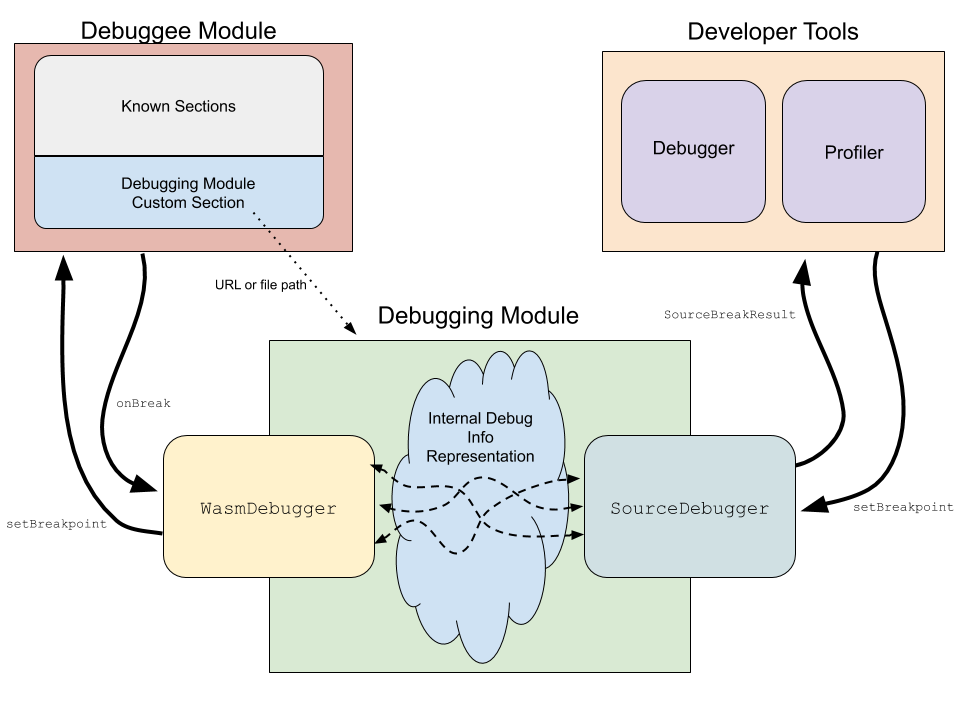 Debuggee Module
Developer Tools
Known Sections
Debugging Module
Custom Section
Debugger
Profiler
URL or file path
Debugging Module
SourceBreakResult
onBreak
Internal Debug
Info
Representation
WasmDebugger
SourceDebugger
setBreakpoint
setBreakpoint